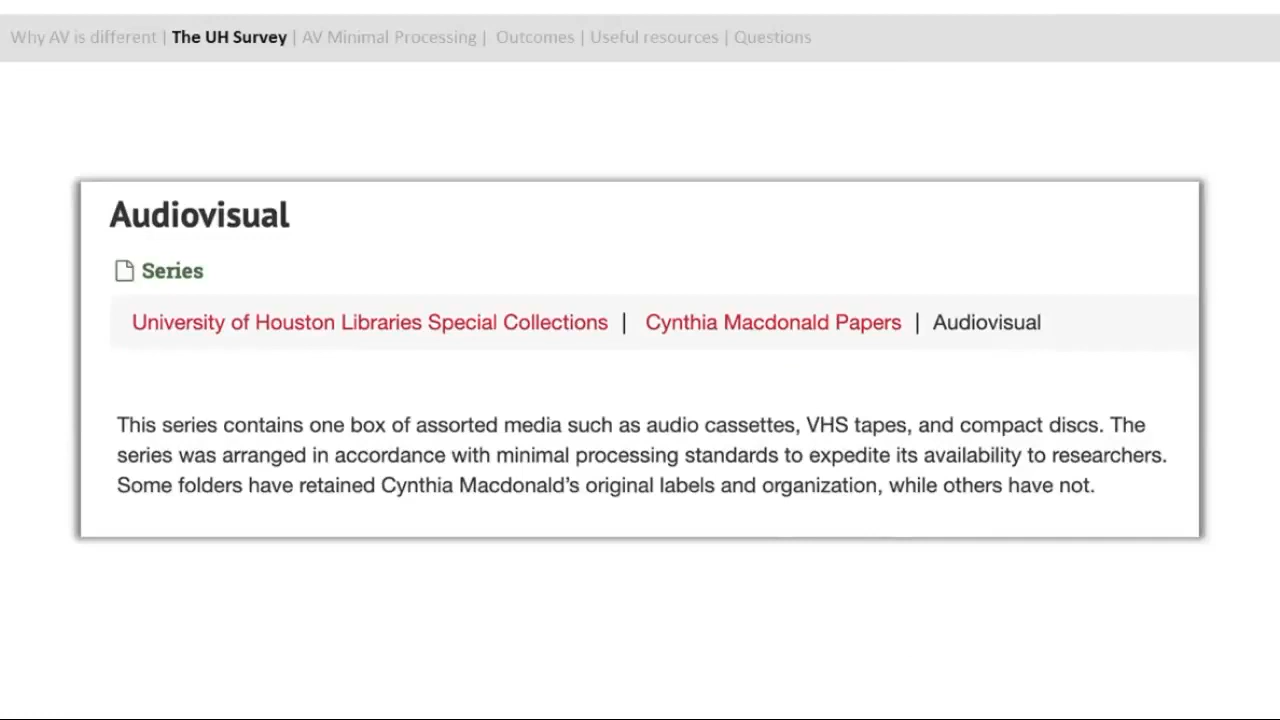 Why AV is different | The UH Survey | AV Minimal Processing | Outcomes | Useful resources | Questions
Audiovisual
Series
University of Houston Libraries Special Collections | Cynthia Macdonald Papers | Audiovisual
This series contains one box of assorted media such as audio cassettes, VHS tapes, and compact discs. The
series was arranged in accordance with minimal processing standards to expedite its availability to researchers.
Some folders have retained Cynthia Macdonald’s original labels and organization, while others have not.